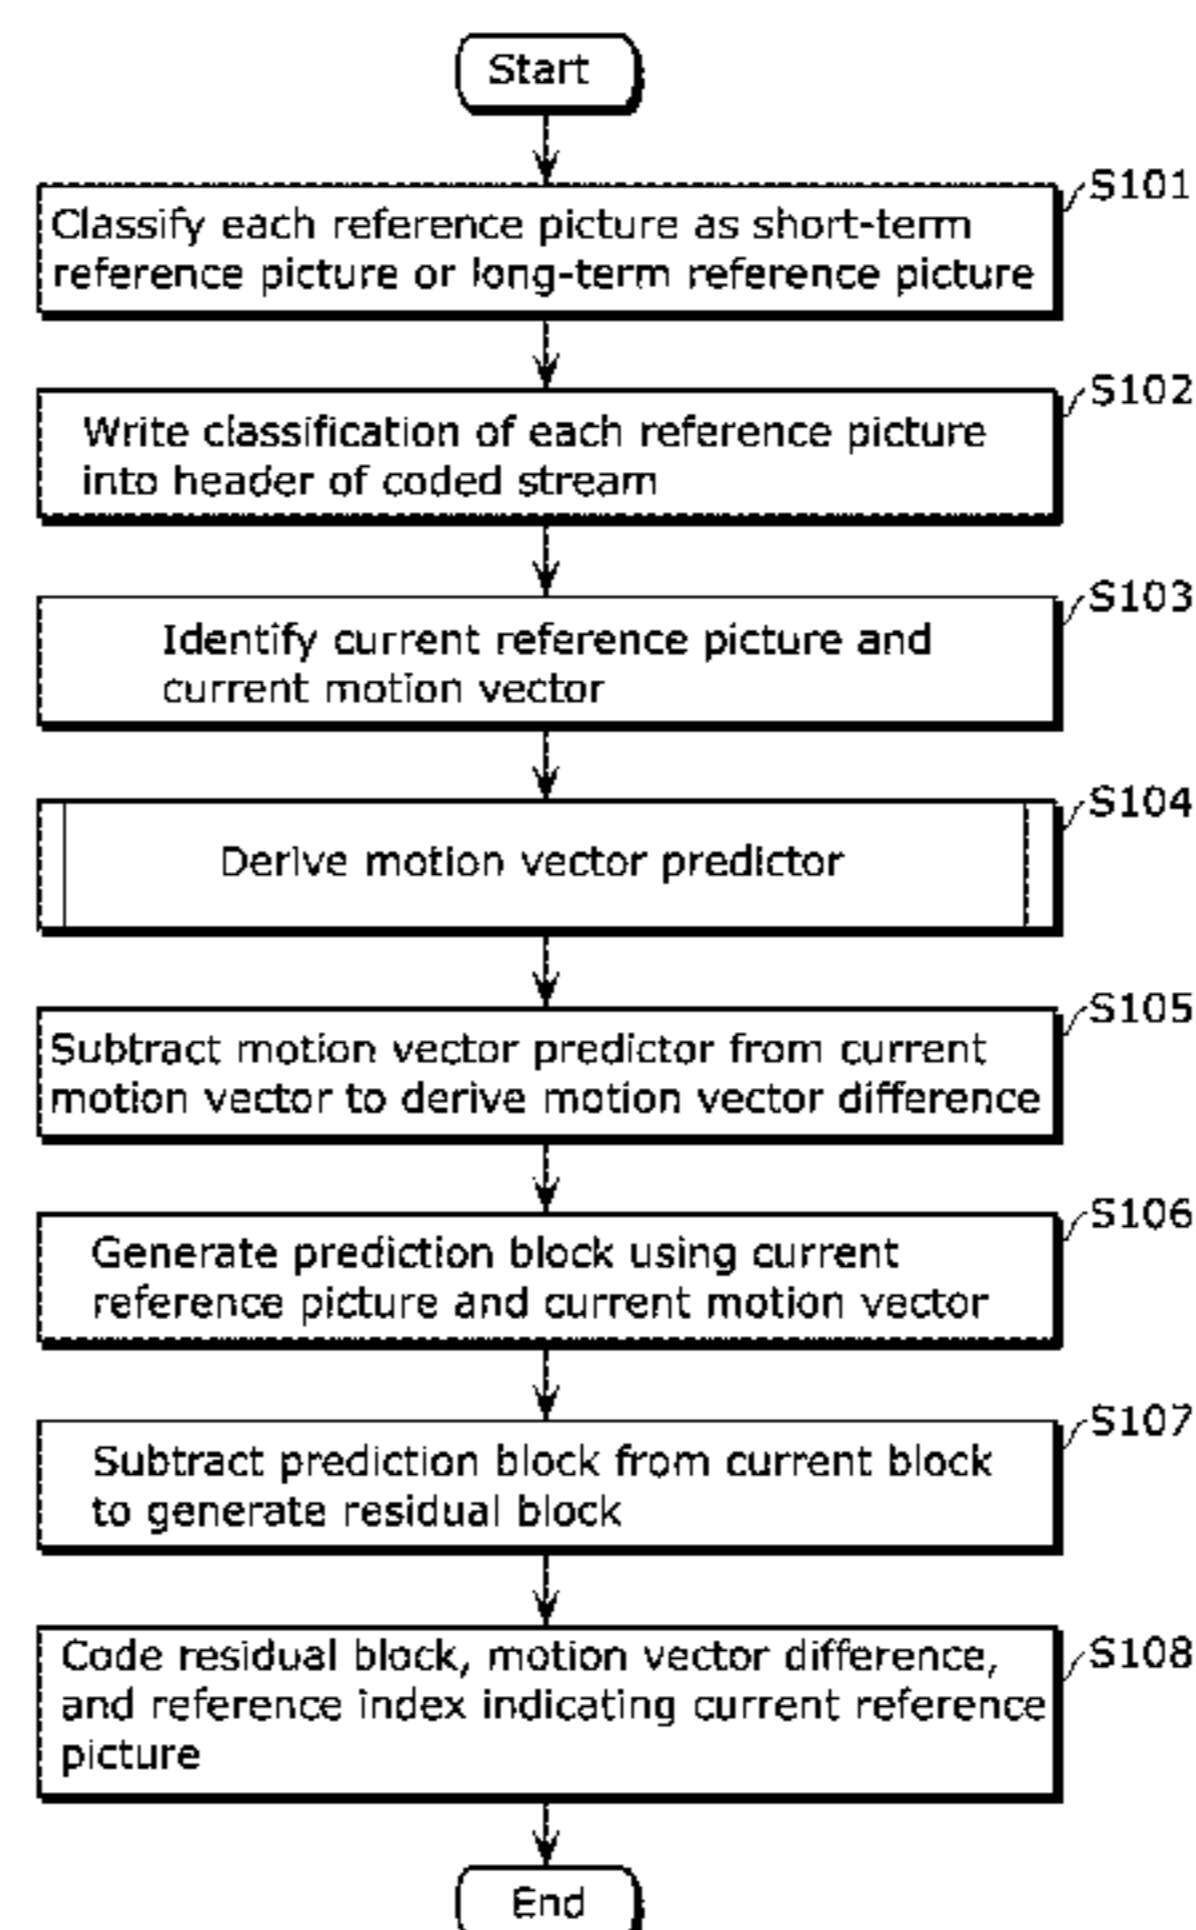 Start
S101
Classify each reference picture as short-term
reference picture or long-term reference picture
S102
Write classification of each reference picture
into header of coded stream
S103
Identify current reference picture and
current motion vector
S104
Derive motion vector predictor
S105
Subtract motion vector predictor from current
motion vector to derive motion vector difference
S106
Generate prediction block using current
reference picture and current motion vector
S107
Subtract prediction block from current block
to generate residual block
S108
Code residual block, motion vector difference,
and reference index indicating current reference
picture
End